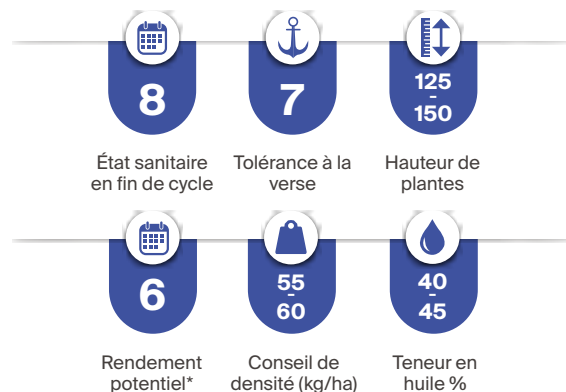 8
7
125
-
150
État sanitaire
en fin de cycle
Tolérance à la
verse
Hauteur de
plantes
6
55
-
60
40
-
45
Rendement
potentiel*
Conseil de
densité (kg/ha)
Teneur en
huile %